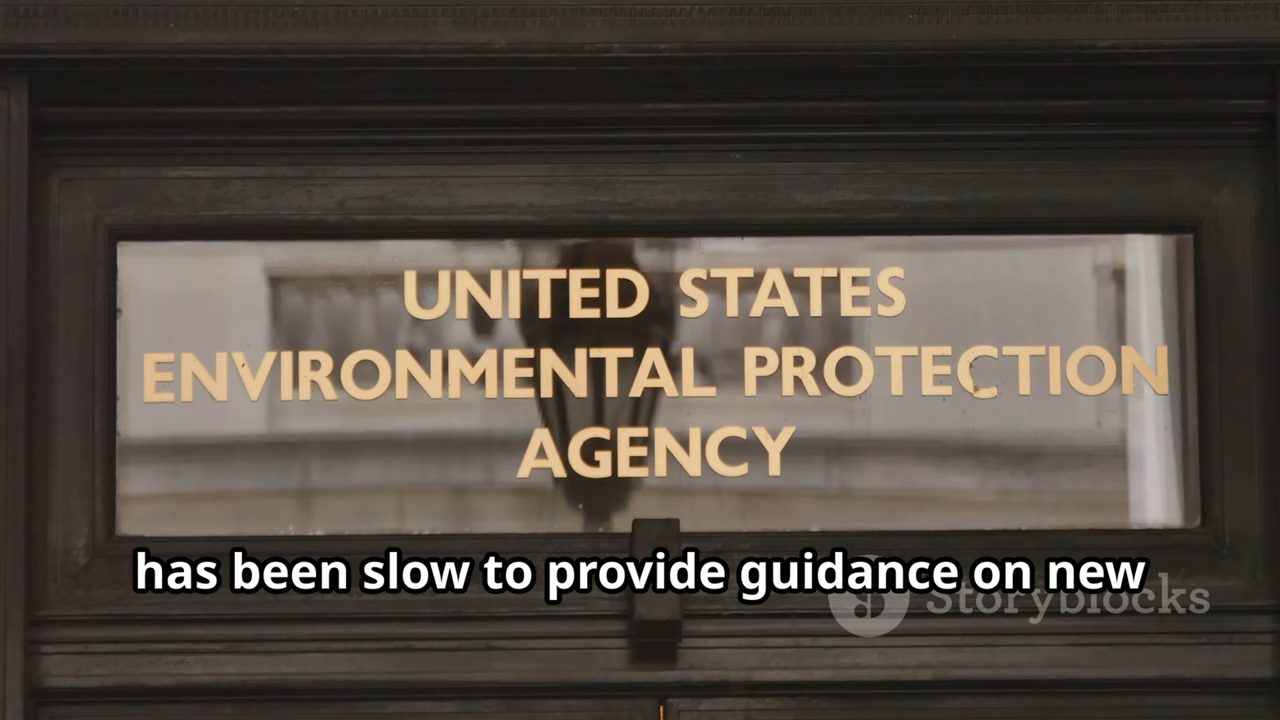 UNITED STATES
ENVIRONMENTAL PROTECTION
AGENCY
has been slow to provide guidance on new
Storyblocks